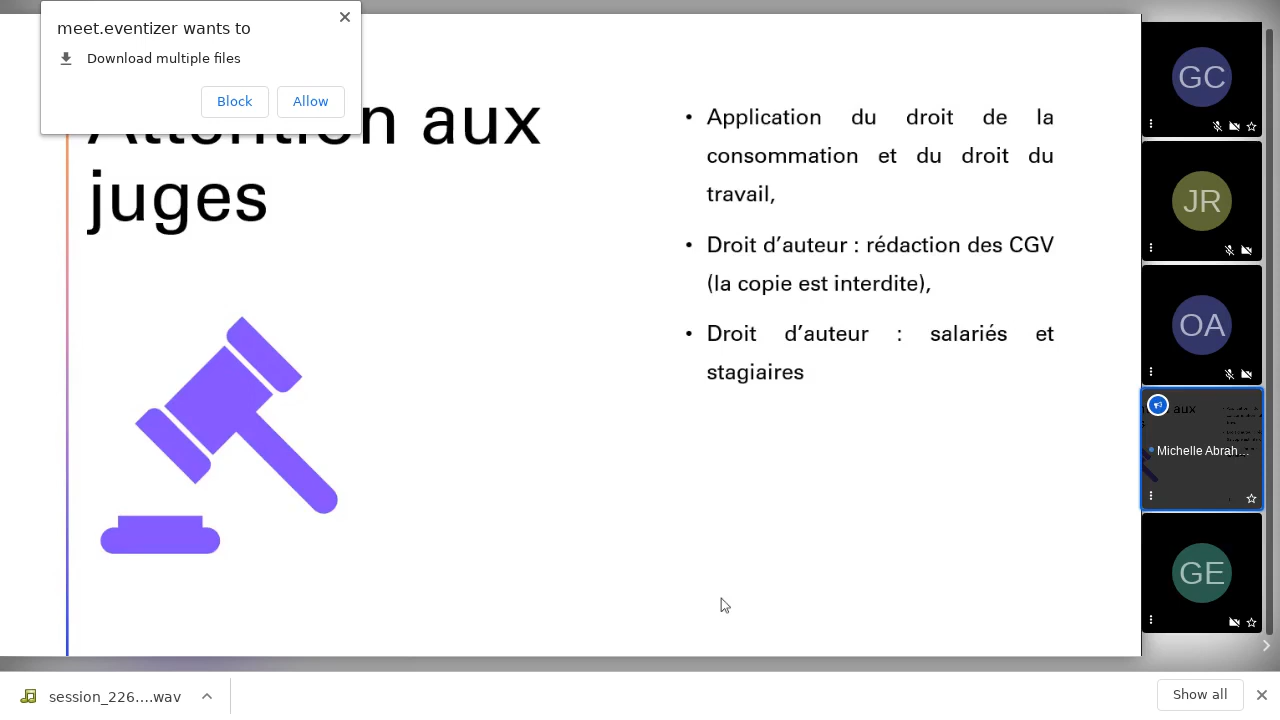 meet.eventizer wants to
Download multiple files
Block
Allow
Attention aux
juges
• Application du droit de la
consommation et du droit du
travail,
• Droit d’auteur : rédaction des CGV
(la copie est interdite),
• Droit d’auteur : salariés et
stagiaires
GC
JR
OA
aux
Michelle Abrah…
GE
session_226….wav
Show all